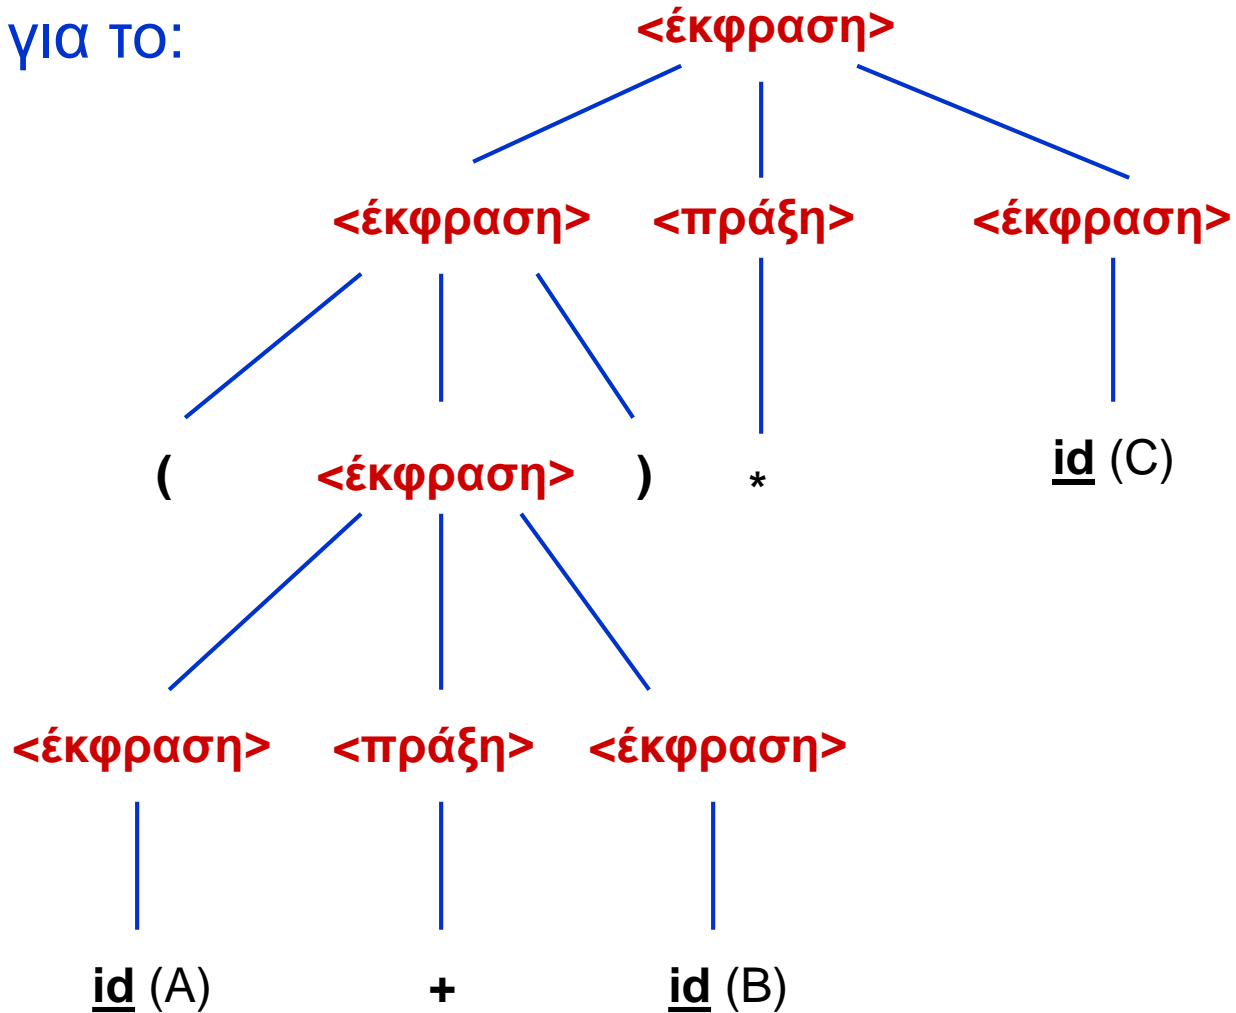 για το:
<έκφραση>
<έκφραση> <πράξη> <έκφραση>
( <έκφραση> ) * id (C)
<έκφραση> <πράξη> <έκφραση>
id (A) + id (B)